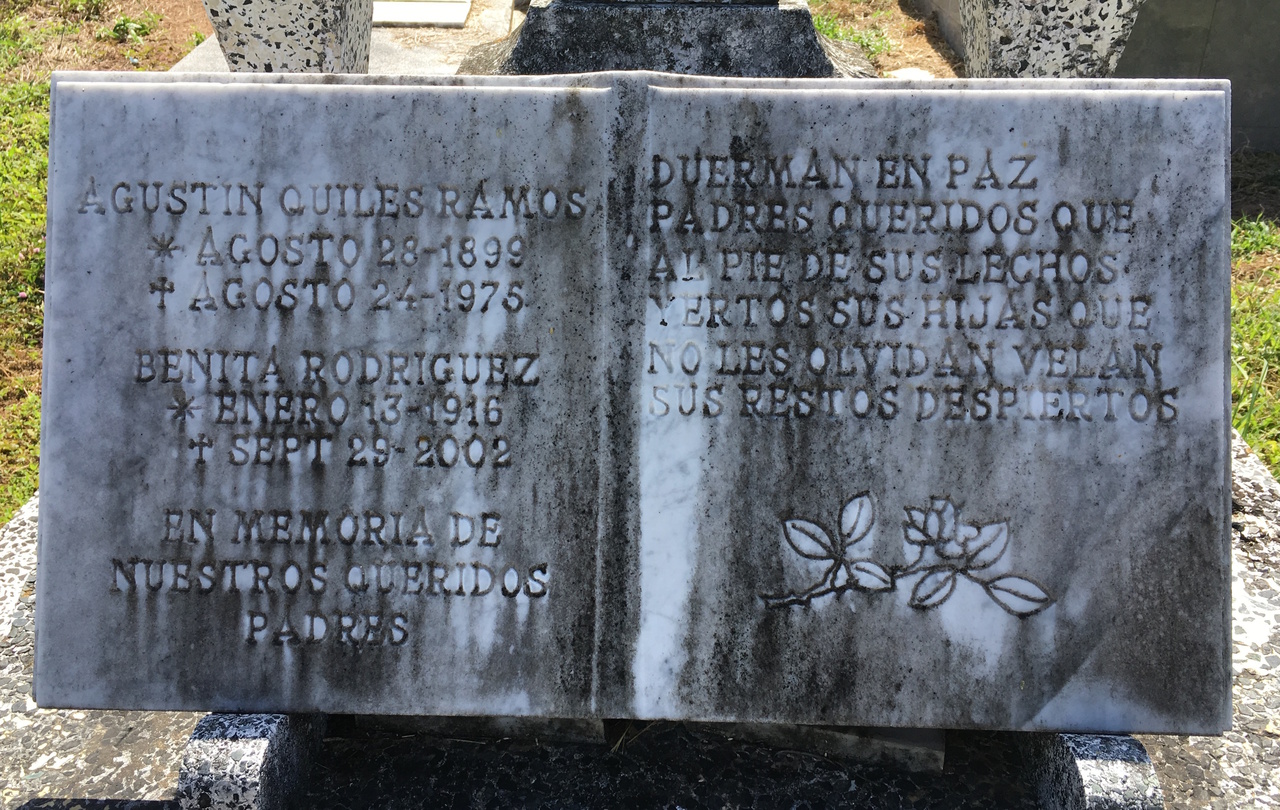 AGUSTIN QUILES RAMOS
* AGOSTO 28-1899
† AGOSTO 24-1975
BENITA RODRIGUEZ
* ENERO 13-1916
† SEPT 29-2002
EN MEMORIA DE
NUESTROS QUERIDOS
PADRES
DUERMAN EN PAZ
PADRES QUERIDOS QUE
AL PIE DE SUS LECHOS
YERTOS SUS HIJAS QUE
NO LES OLVIDAN VELAN
SUS RESTOS DESPIERTOS